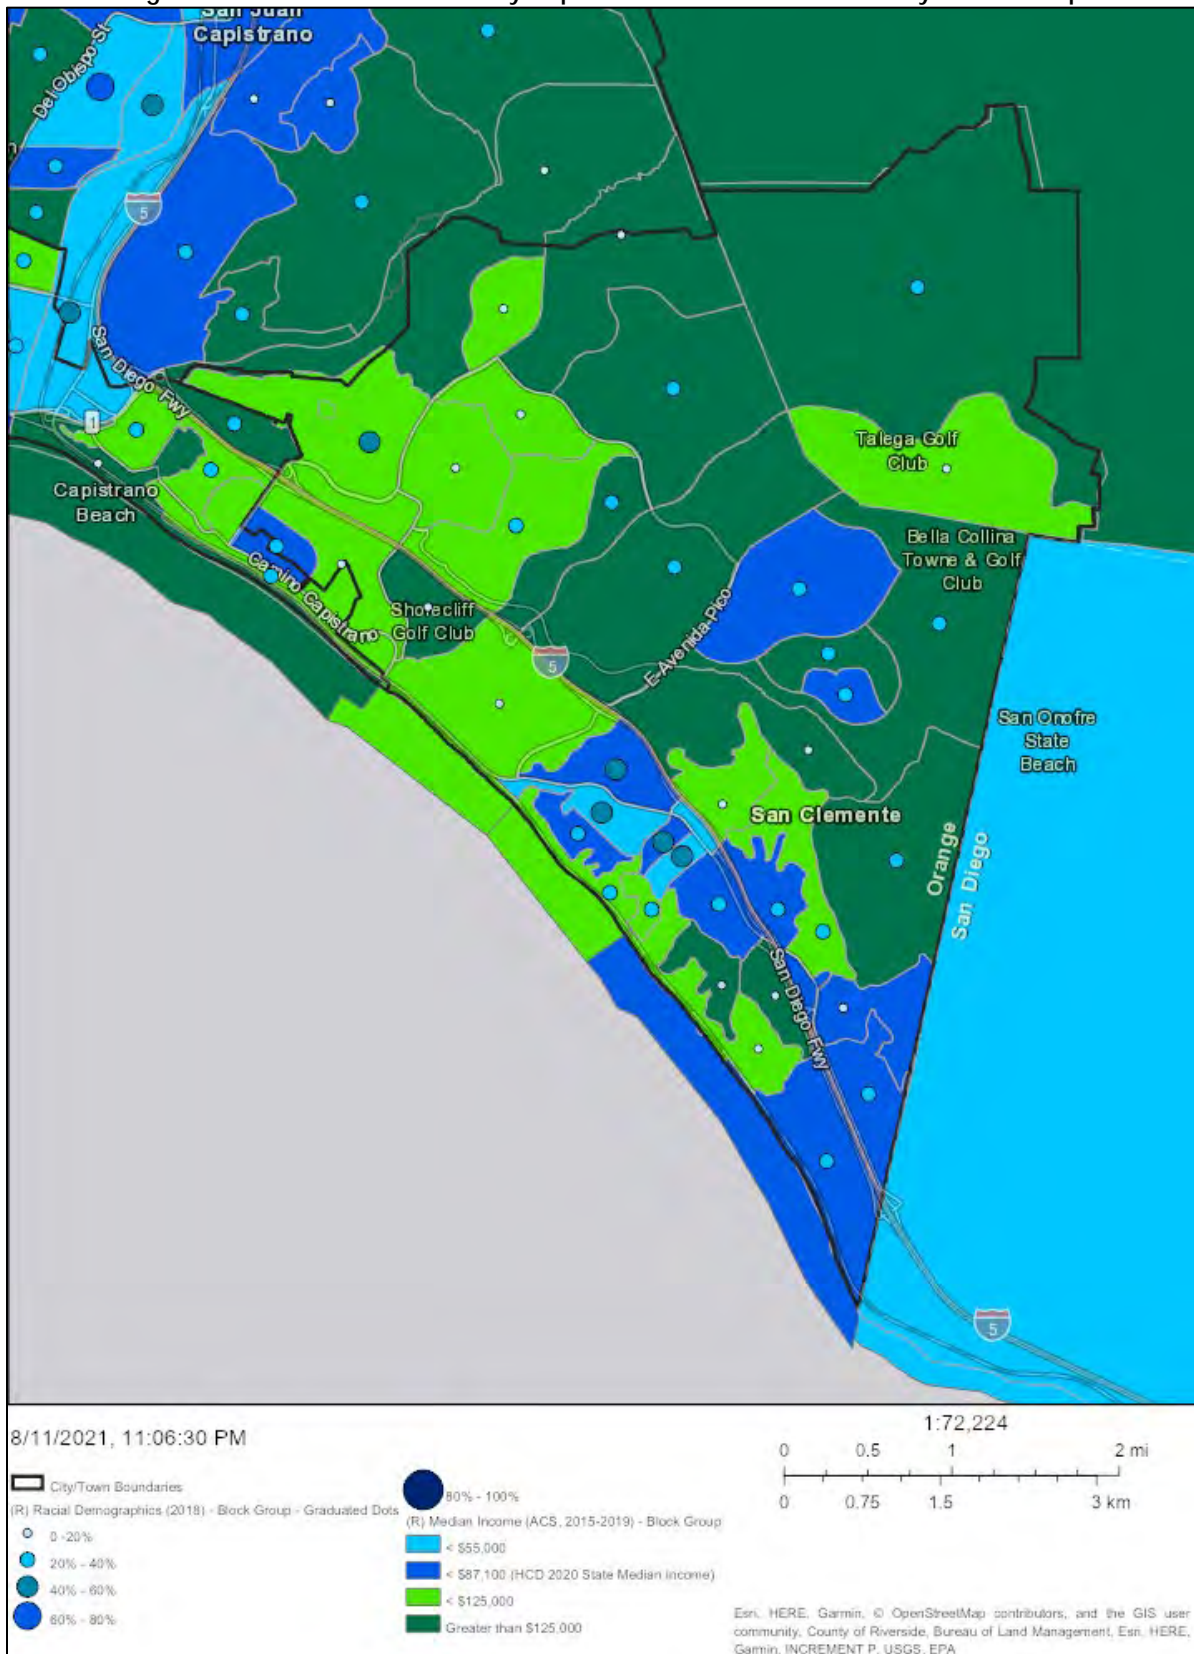 San Juan
Capistrano
Del Obispo St
5
San Diego Fwy
1
Capistrano
Beach
Talega Golf
Club
Bella Collina
Towne & Golf
Club
Camino Capistrano
Shorecliff
Golf Club
5
E Avenida Pico
San Onofre
State
Beach
San Clemente
Orange
San Diego
San Diego Fwy
5
8/11/2021, 11:06:30 PM
City/Town Boundaries
(R) Racial Demographics (2018) - Block Group - Graduated Dots
0 -20%
20% - 40%
40% - 60%
60% - 80%
80% - 100%
(R) Median Income (ACS, 2015-2019) - Block Group
< $55,000
< $87,100 (HCD 2020 State Median Income)
< $125,000
Greater than $125,000
1:72,224
0 0.5 1 2 mi
0 0.75 1.5 3 km
Esri, HERE, Garmin, © OpenStreetMap contributors, and the GIS user
community, County of Riverside, Bureau of Land Management, Esri, HERE,
Garmin, INCREMENT P, USGS, EPA